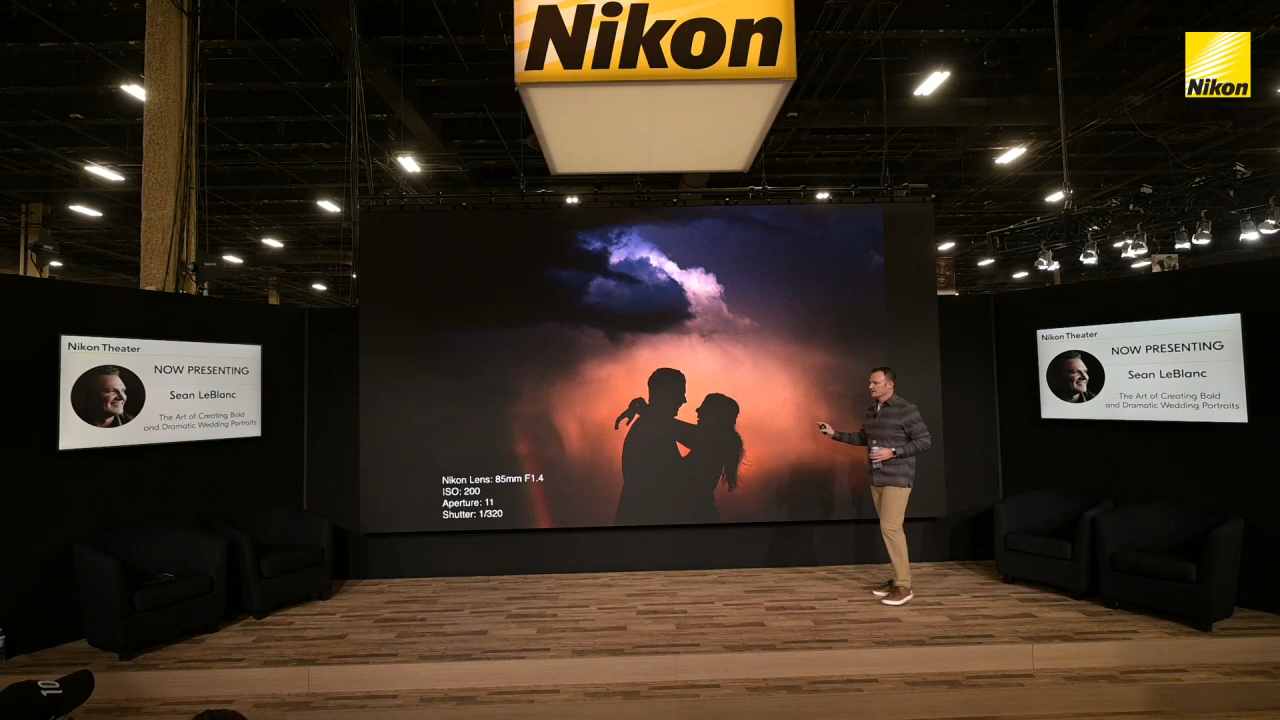 Nikon
Nikon
Nikon Theater
NOW PRESENTING
Sean LeBlanc
The Art of Creating Bold
and Dramatic Wedding Portraits
Nikon Lens: 85mm F1.4
ISO: 200
Aperture: 11
Shutter: 1/320
Nikon Theater
NOW PRESENTING
Sean LeBlanc
The Art of Creating Bold
and Dramatic Wedding Portraits
10